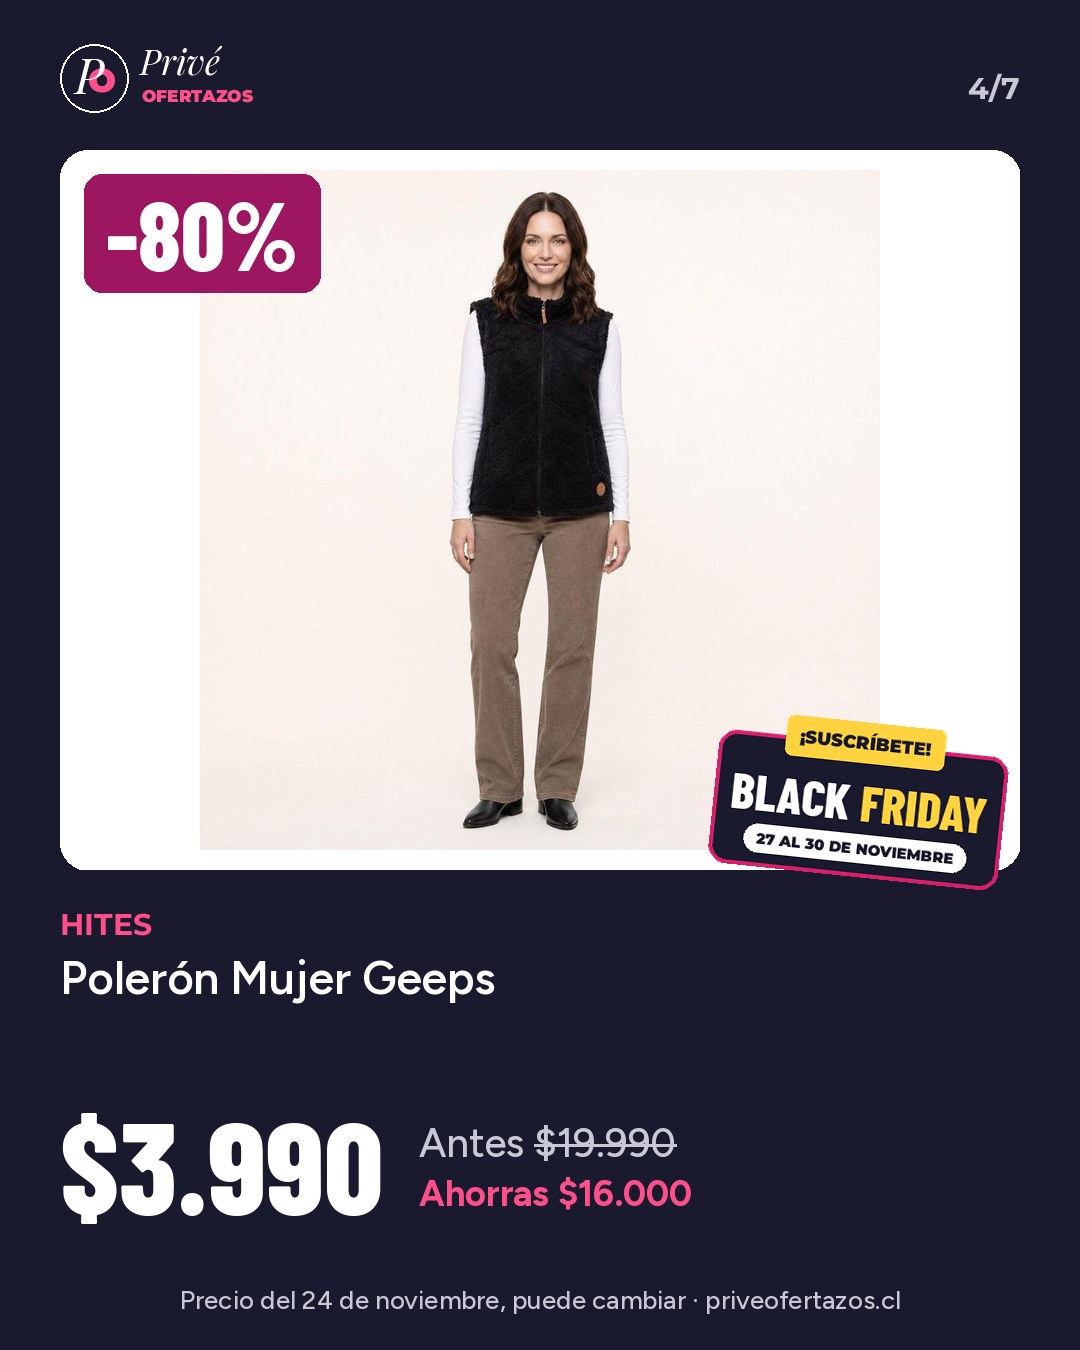 Privé
OFERTAZOS
4/7
-80%
¡SUSCRÍBETE!
BLACK FRIDAY
27 AL 30 DE NOVIEMBRE
HITES
Polerón Mujer Geeps
$3.990
Antes $19.990
Ahorras $16.000
Precio del 24 de noviembre, puede cambiar · priveofertazos.cl